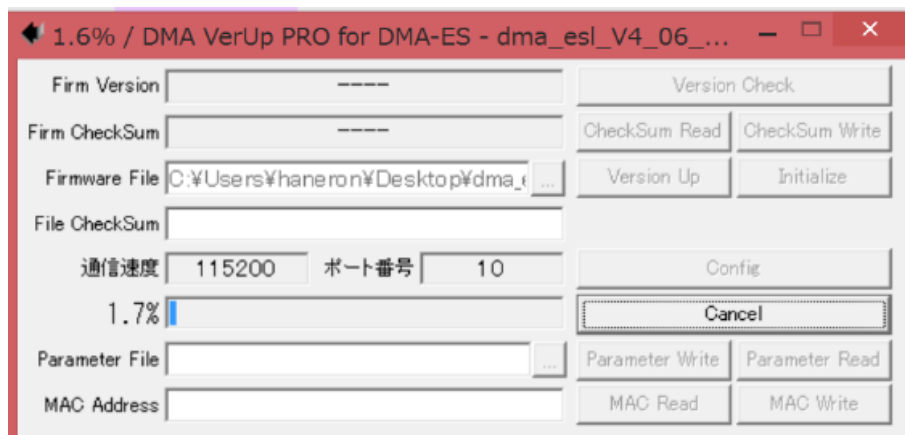 1.6% / DMA VerUp PRO for DMA-ES - dma_esl_V4_06_...
Firm Version ---- Version Check
Firm CheckSum ---- CheckSum Read CheckSum Write
Firmware File C:¥Users¥haneron¥Desktop¥dma_e ... Version Up Initialize
File CheckSum
通信速度 115200 ポート番号 10 Config
1.7% Cancel
Parameter File ... Parameter Write Parameter Read
MAC Address MAC Read MAC Write